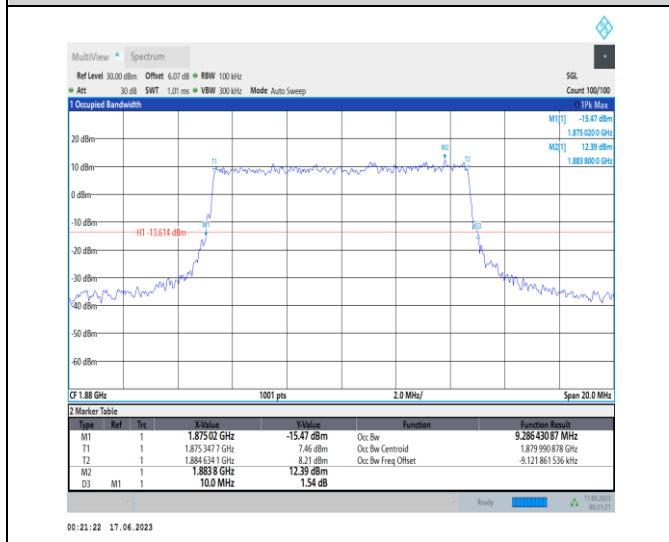 MultiView Spectrum
Ref Level 30.00 dBm Offset 6.07 dB RBW 100 kHz SGL
Att 30 dB SWT 1.01 ms VBW 300 kHz Mode Auto Sweep Count 100/100
1 Occupied Bandwidth 1Pk Max
M1[1] -15.47 dBm
1.875 020 0 GHz
M2[1] 12.39 dBm
1.883 800 0 GHz
20 dBm
M2
T1
T2
10 dBm
0 dBm
-10 dBm
M1
D3
H1 -13.614 dBm
-20 dBm
-30 dBm
-40 dBm
-50 dBm
-60 dBm
CF 1.88 GHz 1001 pts 2.0 MHz/ Span 20.0 MHz
2 Marker Table
Type Ref Trc X-Value Y-Value Function Function Result
M1 1 1.875 02 GHz -15.47 dBm Occ Bw 9.286 430 87 MHz
T1 1 1.875 347 7 GHz 7.46 dBm Occ Bw Centroid 1.879 990 878 GHz
T2 1 1.884 634 1 GHz 8.21 dBm Occ Bw Freq Offset -9.121 861 536 kHz
M2 1 1.883 8 GHz 12.39 dBm
D3 M1 1 10.0 MHz 1.54 dB
Ready 17.06.2023
00:21:21
00:21:22 17.06.2023